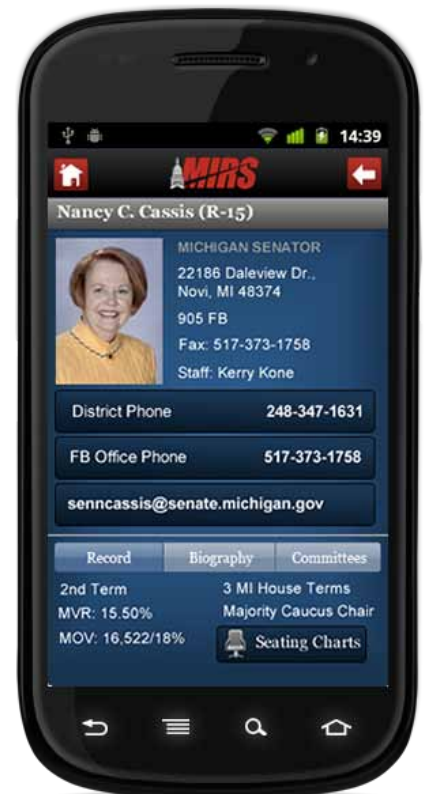 14:39
MIRS
Nancy C. Cassis (R-15)
MICHIGAN SENATOR
22186 Daleview Dr.,
Novi, MI 48374
905 FB
Fax: 517-373-1758
Staff: Kerry Kone
District Phone 248-347-1631
FB Office Phone 517-373-1758
senncassis@senate.michigan.gov
Record Biography Committees
2nd Term 3 MI House Terms
MVR: 15.50% Majority Caucus Chair
MOV: 16,522/18% Seating Charts